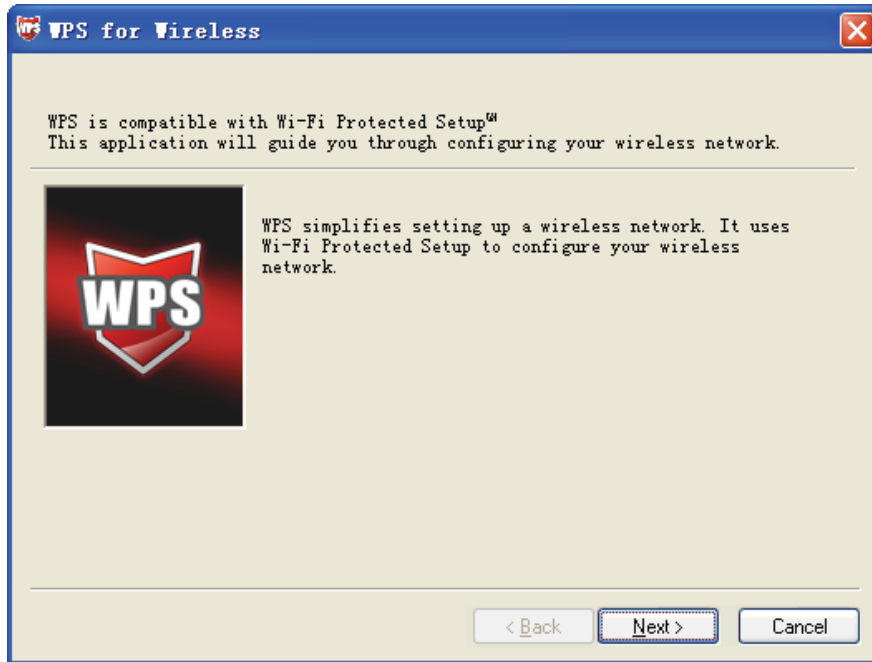 WPS for Wireless
WPS is compatible with Wi-Fi Protected Setup℠
This application will guide you through configuring your wireless network.
WPS simplifies setting up a wireless network. It uses
Wi-Fi Protected Setup to configure your wireless
network.
WPS
< Back
Next >
Cancel